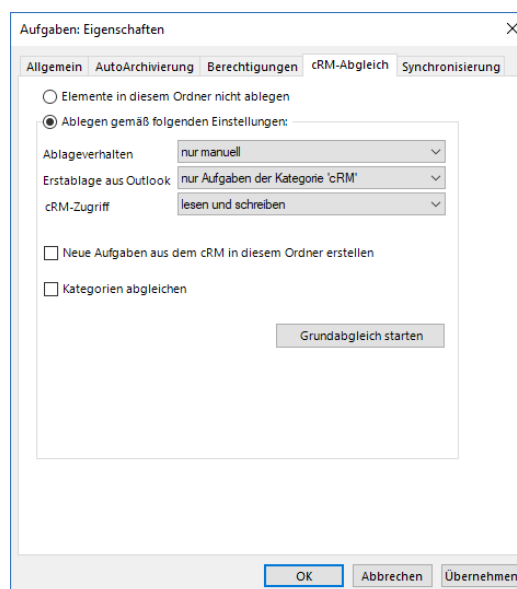 Aufgaben: Eigenschaften
Allgemein AutoArchivierung Berechtigungen cRM-Abgleich Synchronisierung
Elemente in diesem Ordner nicht ablegen
Ablegen gemäß folgenden Einstellungen:
Ablageverhalten nur manuell
Erstablage aus Outlook nur Aufgaben der Kategorie 'cRM'
cRM-Zugriff lesen und schreiben
Neue Aufgaben aus dem cRM in diesem Ordner erstellen
Kategorien abgleichen
Grundabgleich starten
OK Abbrechen Übernehmen